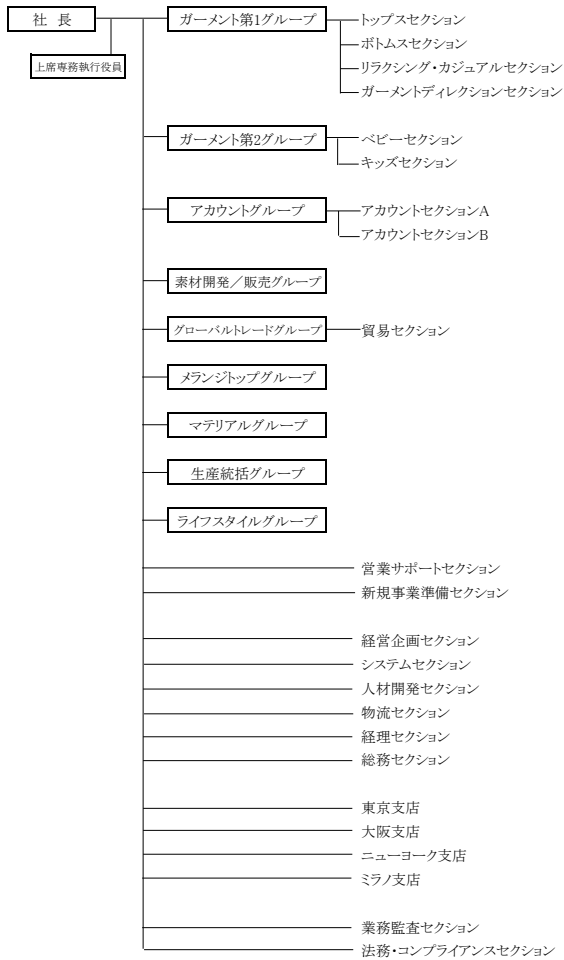 社 長
上席専務執行役員
ガーメント第1グループ
トップスセクション
ボトムスセクション
リラクシング・カジュアルセクション
ガーメントディレクションセクション
ガーメント第2グループ
ベビーセクション
キッズセクション
アカウントグループ
アカウントセクションA
アカウントセクションB
素材開発／販売グループ
グローバルトレードグループ
貿易セクション
メランジトップグループ
マテリアルグループ
生産統括グループ
ライフスタイルグループ
営業サポートセクション
新規事業準備セクション
経営企画セクション
システムセクション
人材開発セクション
物流セクション
経理セクション
総務セクション
東京支店
大阪支店
ニューヨーク支店
ミラノ支店
業務監査セクション
法務・コンプライアンスセクション